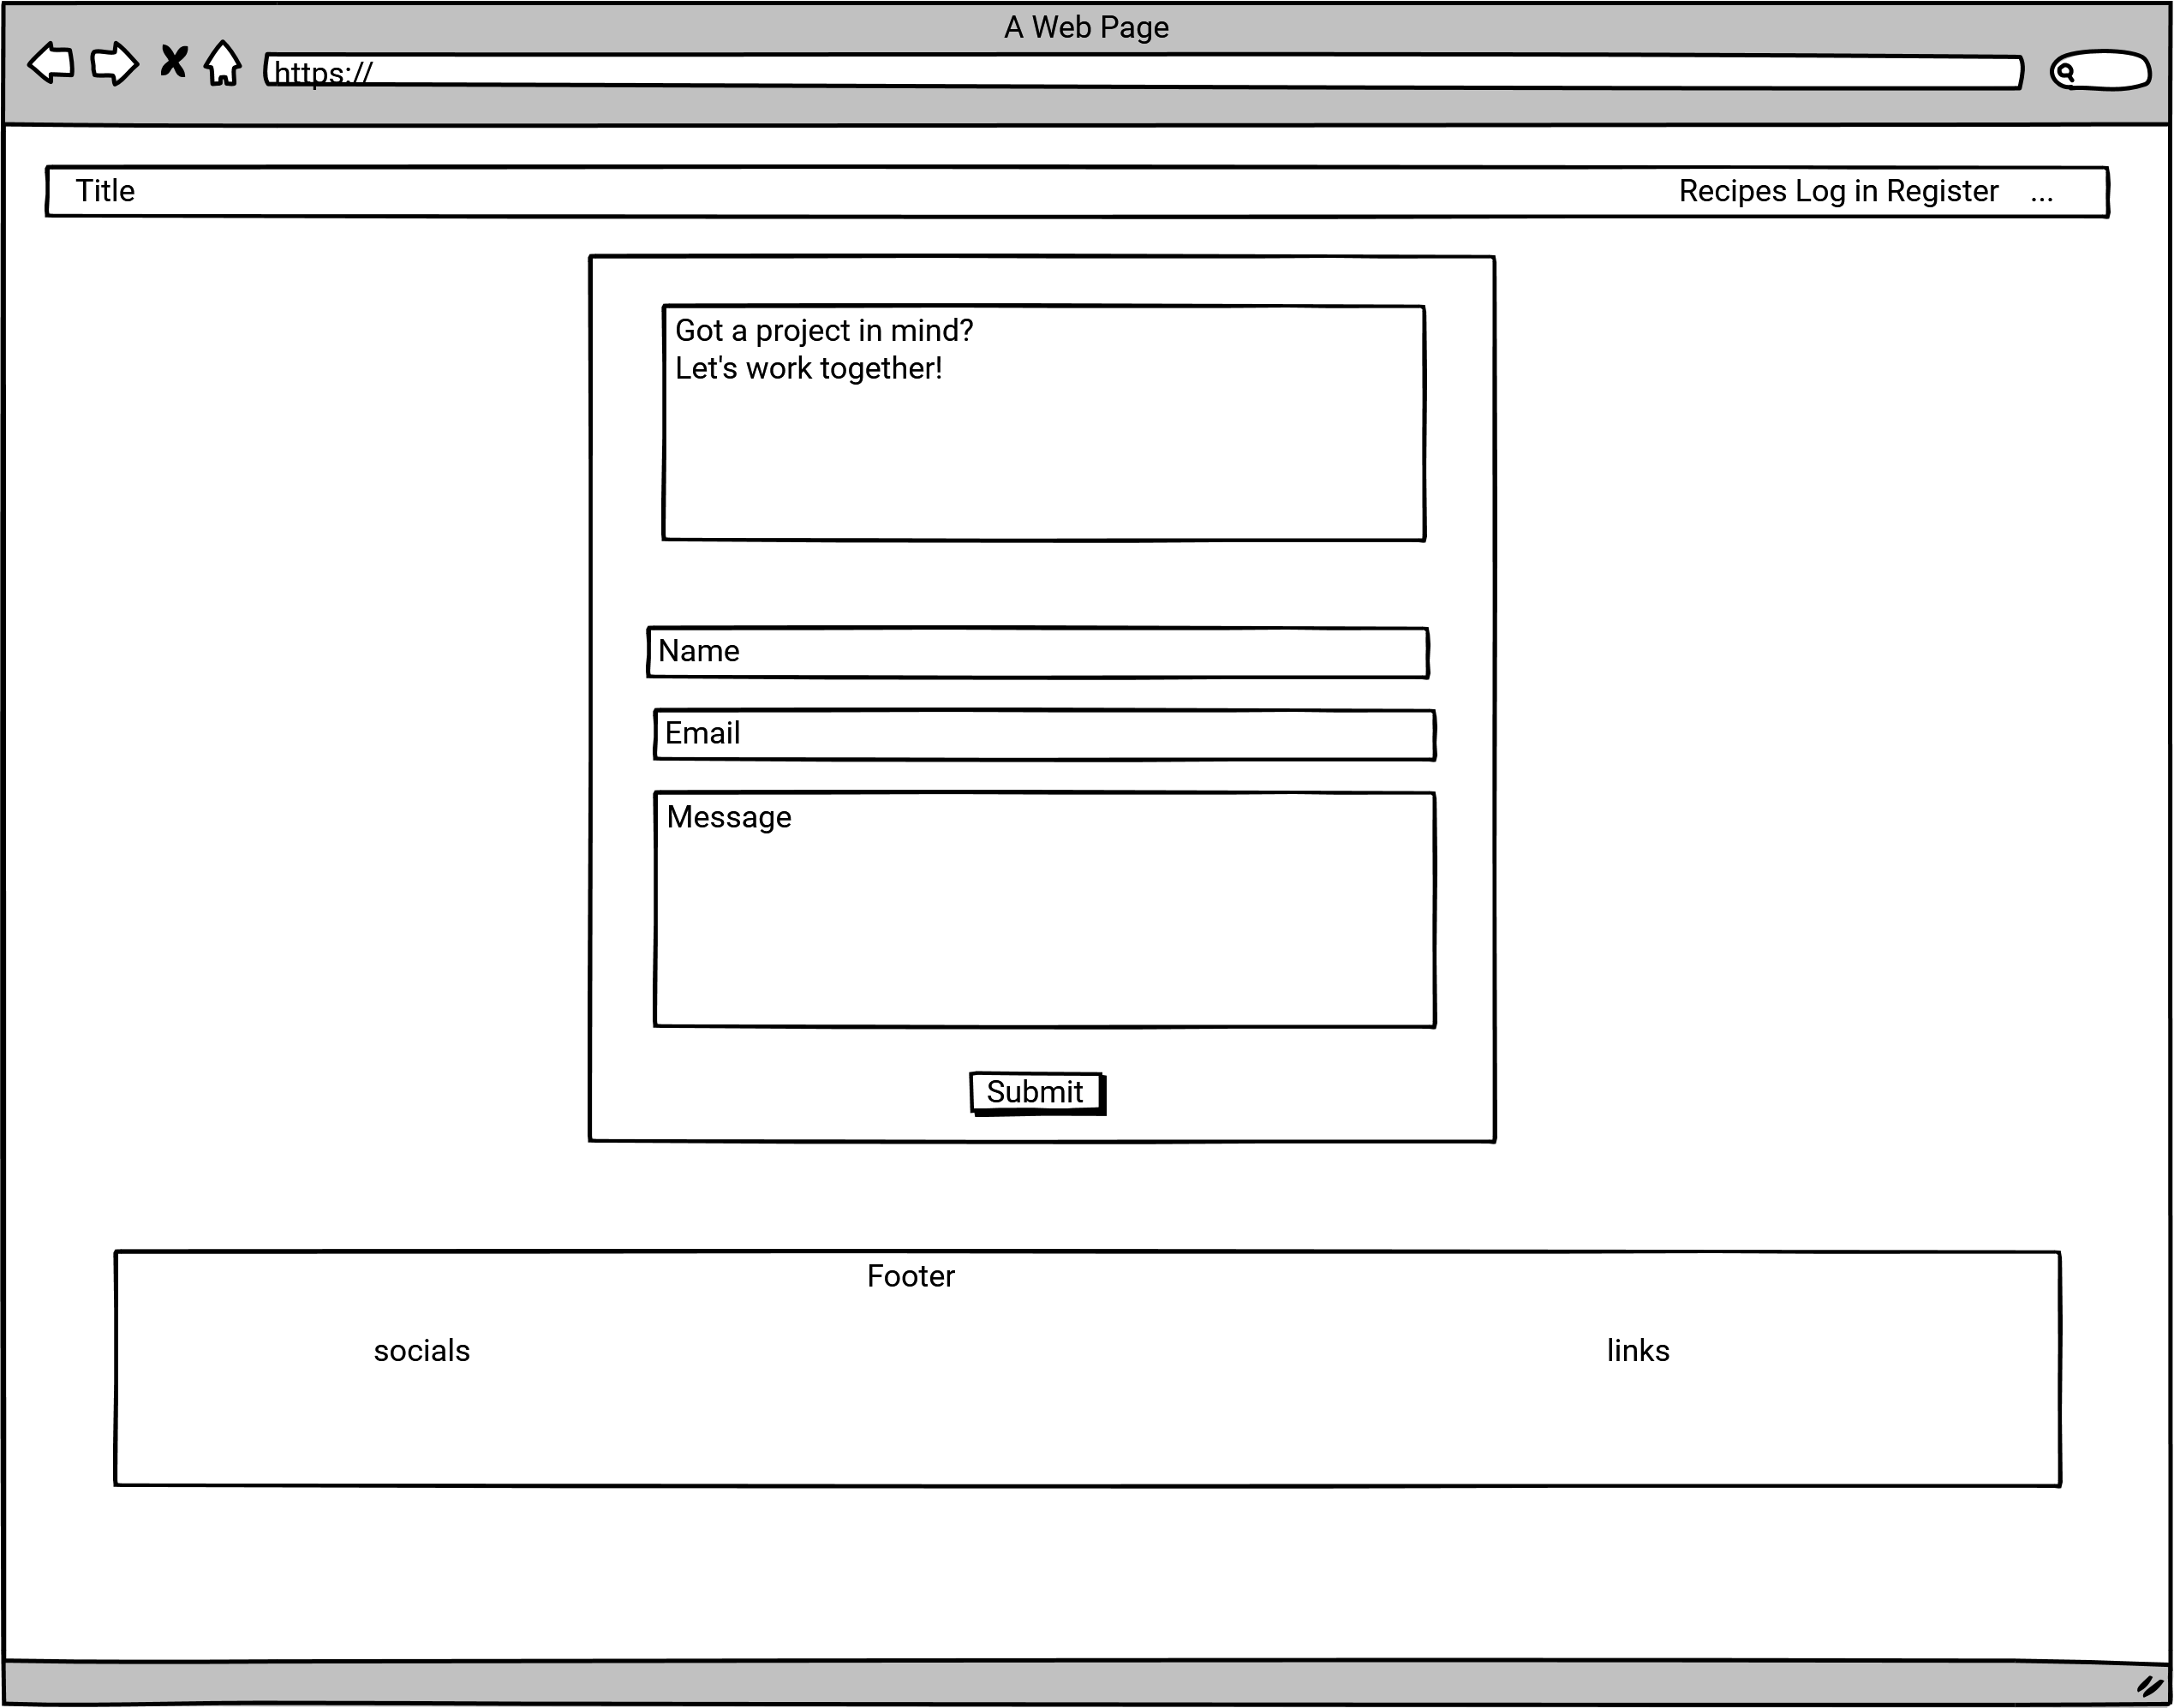 A Web Page
https://
Title
Recipes Log in Register ...
Got a project in mind?
Let's work together!
Name
Email
Message
Submit
Footer
socials
links